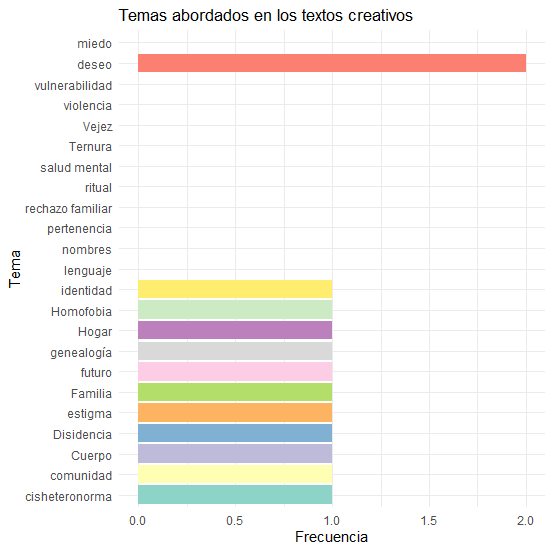 Temas abordados en los textos creativos
Tema
miedo
deseo
vulnerabilidad
violencia
Vejez
Ternura
salud mental
ritual
rechazo familiar
pertenencia
nombres
lenguaje
identidad
Homofobia
Hogar
genealogía
futuro
Familia
estigma
Disidencia
Cuerpo
comunidad
cisheteronorma
0.0 0.5 1.0 1.5 2.0
Frecuencia